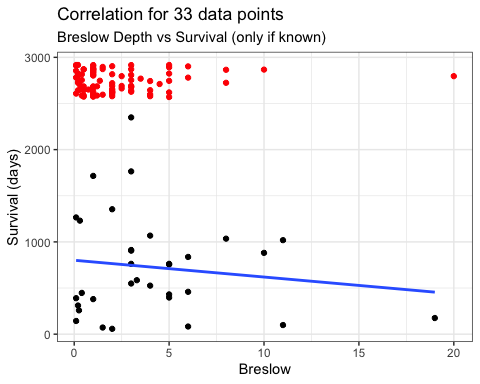 Correlation for 33 data points
Breslow Depth vs Survival (only if known)
3000
2000
1000
0
Survival (days)
0 5 10 15 20
Breslow